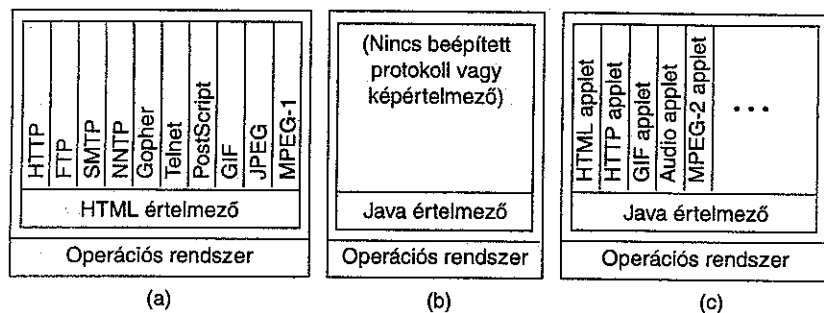 HTTP
FTP
SMTP
NNTP
Gopher
Telnet
PostScript
GIF
JPEG
MPEG-1
HTML értelmező
Operációs rendszer
(a)
(Nincs beépített
protokoll vagy
képértelmező)
Java értelmező
Operációs rendszer
(b)
HTML applet
HTTP applet
GIF applet
Audio applet
MPEG-2 applet
...
Java értelmező
Operációs rendszer
(c)